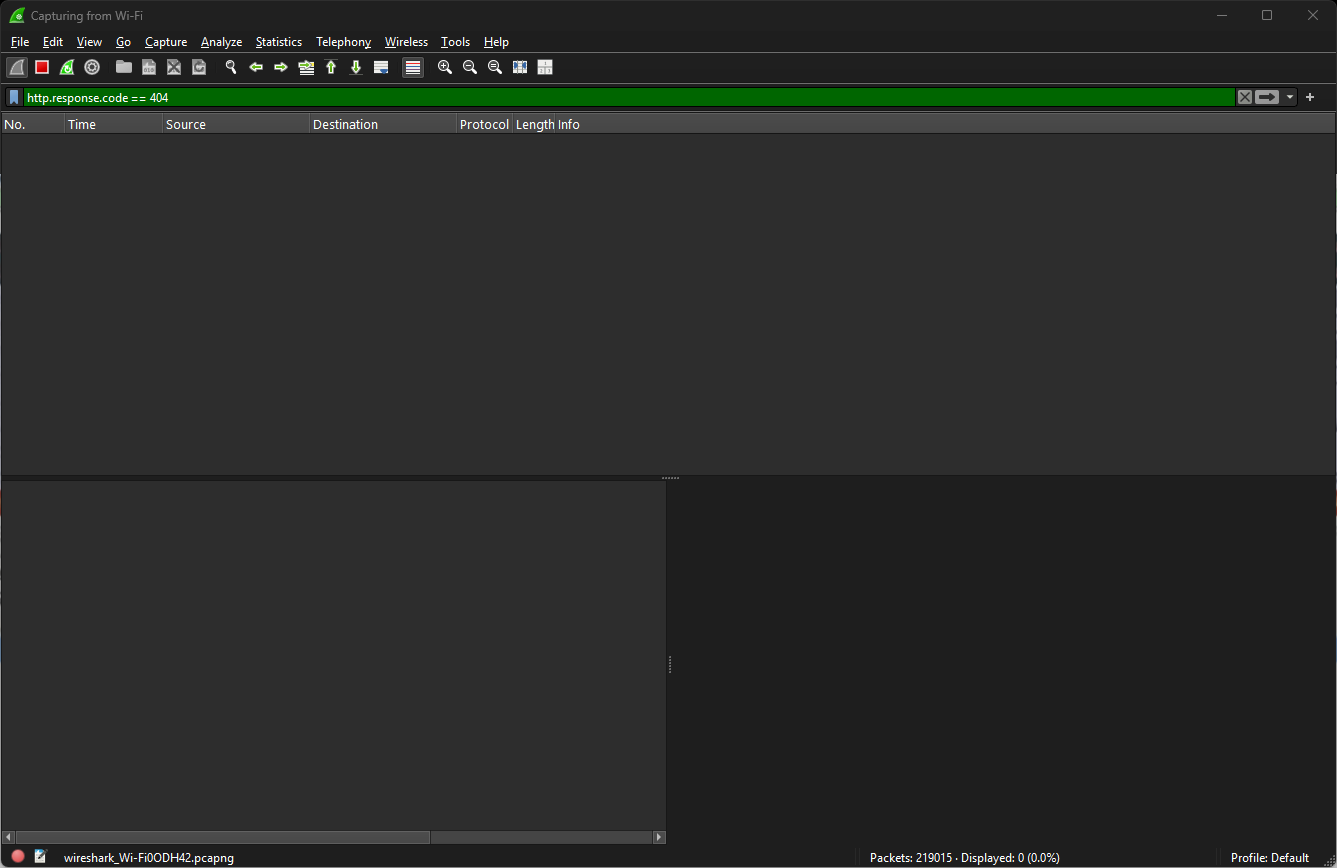 Capturing from Wi-Fi
File Edit View Go Capture Analyze Statistics Telephony Wireless Tools Help
http.response.code == 404
No. Time Source Destination Protocol Length Info
wireshark_Wi-Fi0ODH42.pcapng Packets: 219015 · Displayed: 0 (0.0%) Profile: Default